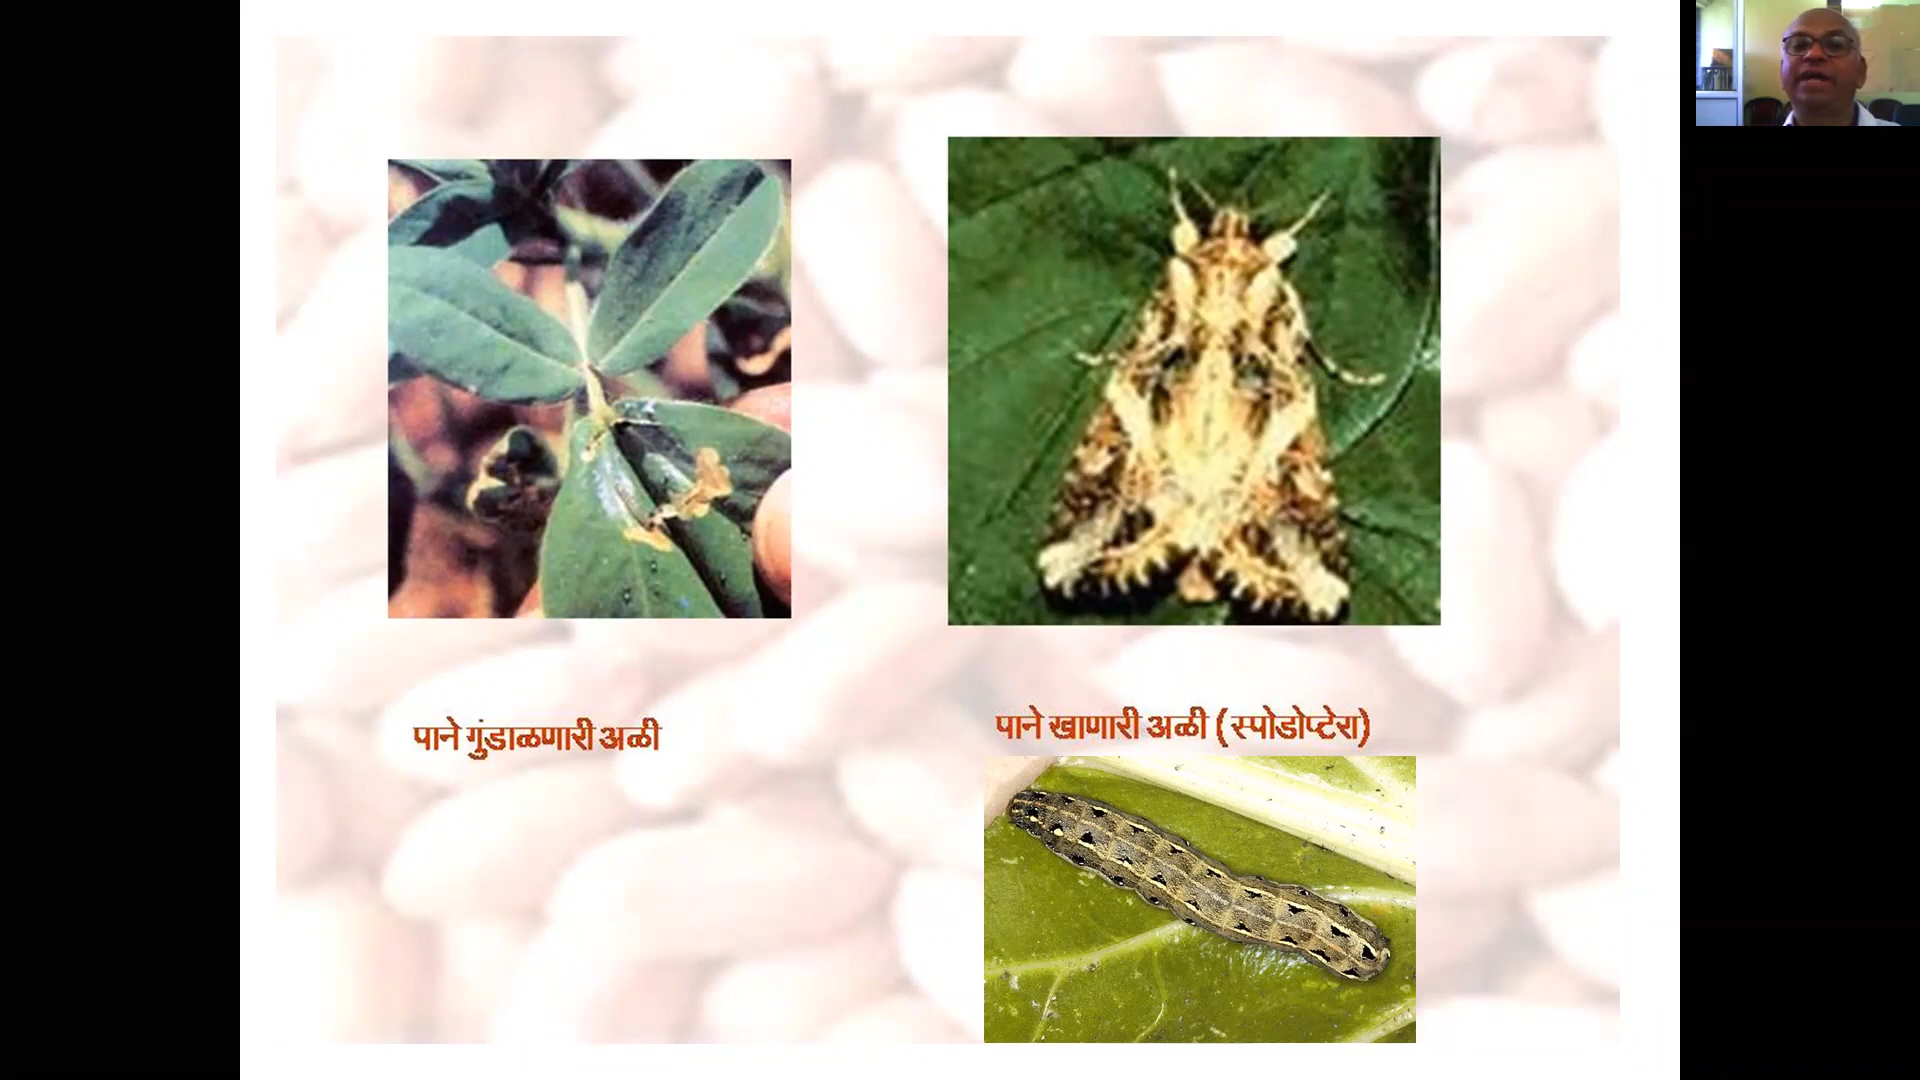 पाने गुंडाळणारी अळी
पाने खाणारी अळी (स्पोडोप्टेरा)